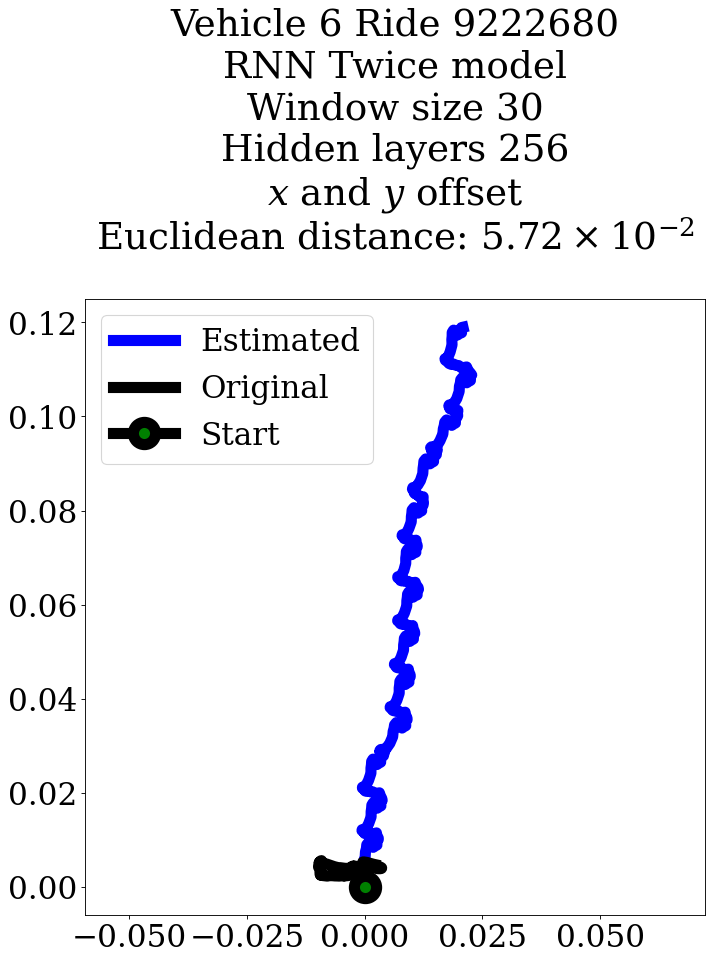 Vehicle 6 Ride 9222680
RNN Twice model
Window size 30
Hidden layers 256
x and y offset
Euclidean distance: 5.72 × 10⁻²
Estimated
Original
Start
0.12
0.10
0.08
0.06
0.04
0.02
0.00
−0.050 −0.025 0.000 0.025 0.050